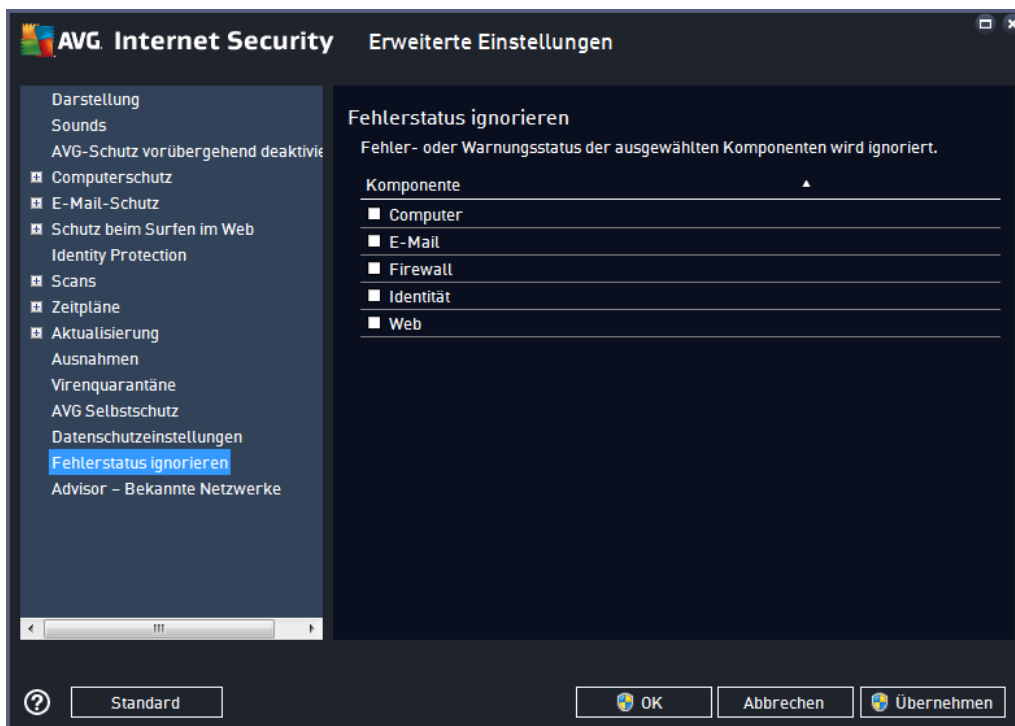 AVG Internet Security Erweiterte Einstellungen
Darstellung
Sounds
AVG-Schutz vorübergehend deaktivie
Computerschutz
E-Mail-Schutz
Schutz beim Surfen im Web
Identity Protection
Scans
Zeitpläne
Aktualisierung
Ausnahmen
Virenquarantäne
AVG Selbstschutz
Datenschutzeinstellungen
Fehlerstatus ignorieren
Advisor – Bekannte Netzwerke
Fehlerstatus ignorieren
Fehler- oder Warnungsstatus der ausgewählten Komponenten wird ignoriert.
Komponente
Computer
E-Mail
Firewall
Identität
Web
? Standard OK Abbrechen Übernehmen